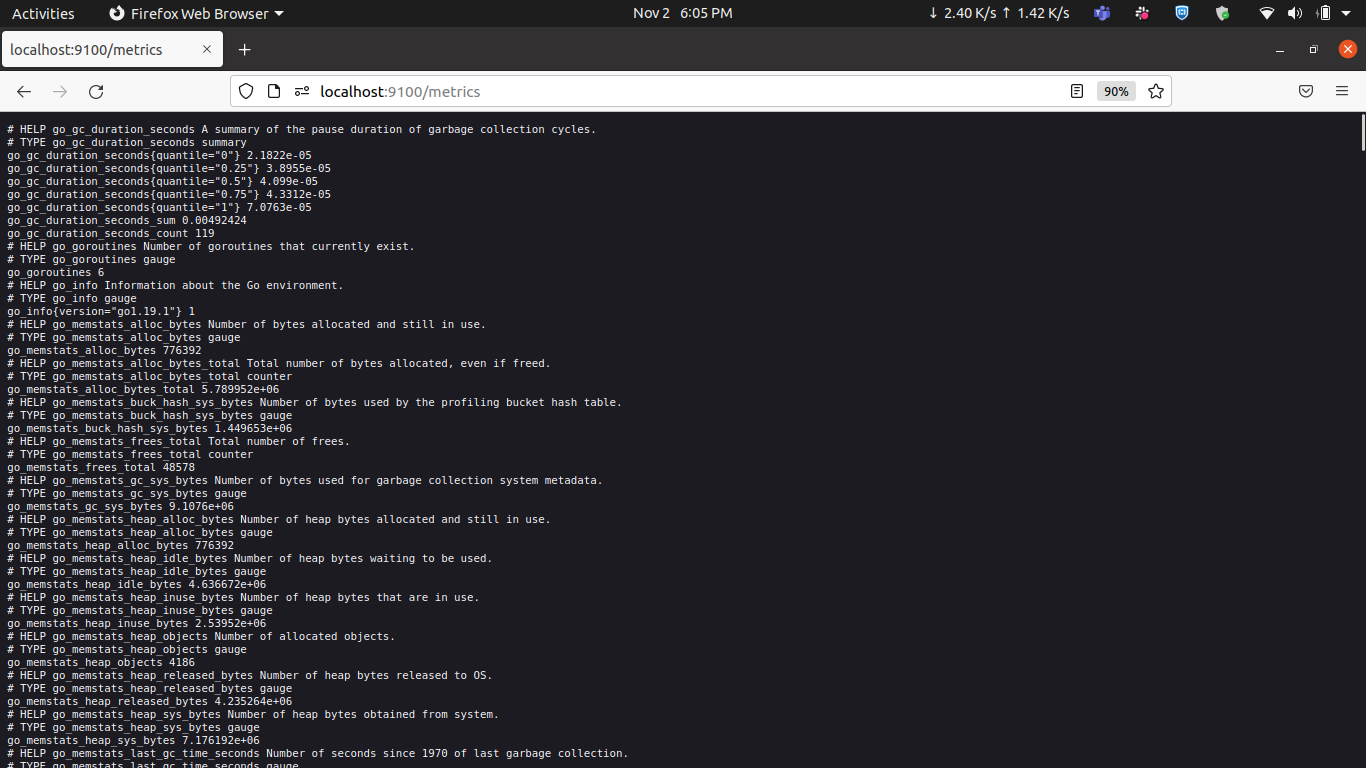 Activities Firefox Web Browser Nov 2 6:05 PM ↓ 2.40 K/s ↑ 1.42 K/s
localhost:9100/metrics
localhost:9100/metrics 90%
# HELP go_gc_duration_seconds A summary of the pause duration of garbage collection cycles.
# TYPE go_gc_duration_seconds summary
go_gc_duration_seconds{quantile="0"} 2.1822e-05
go_gc_duration_seconds{quantile="0.25"} 3.8955e-05
go_gc_duration_seconds{quantile="0.5"} 4.099e-05
go_gc_duration_seconds{quantile="0.75"} 4.3312e-05
go_gc_duration_seconds{quantile="1"} 7.0763e-05
go_gc_duration_seconds_sum 0.00492424
go_gc_duration_seconds_count 119
# HELP go_goroutines Number of goroutines that currently exist.
# TYPE go_goroutines gauge
go_goroutines 6
# HELP go_info Information about the Go environment.
# TYPE go_info gauge
go_info{version="go1.19.1"} 1
# HELP go_memstats_alloc_bytes Number of bytes allocated and still in use.
# TYPE go_memstats_alloc_bytes gauge
go_memstats_alloc_bytes 776392
# HELP go_memstats_alloc_bytes_total Total number of bytes allocated, even if freed.
# TYPE go_memstats_alloc_bytes_total counter
go_memstats_alloc_bytes_total 5.789952e+06
# HELP go_memstats_buck_hash_sys_bytes Number of bytes used by the profiling bucket hash table.
# TYPE go_memstats_buck_hash_sys_bytes gauge
go_memstats_buck_hash_sys_bytes 1.449653e+06
# HELP go_memstats_frees_total Total number of frees.
# TYPE go_memstats_frees_total counter
go_memstats_frees_total 48578
# HELP go_memstats_gc_sys_bytes Number of bytes used for garbage collection system metadata.
# TYPE go_memstats_gc_sys_bytes gauge
go_memstats_gc_sys_bytes 9.1076e+06
# HELP go_memstats_heap_alloc_bytes Number of heap bytes allocated and still in use.
# TYPE go_memstats_heap_alloc_bytes gauge
go_memstats_heap_alloc_bytes 776392
# HELP go_memstats_heap_idle_bytes Number of heap bytes waiting to be used.
# TYPE go_memstats_heap_idle_bytes gauge
go_memstats_heap_idle_bytes 4.636672e+06
# HELP go_memstats_heap_inuse_bytes Number of heap bytes that are in use.
# TYPE go_memstats_heap_inuse_bytes gauge
go_memstats_heap_inuse_bytes 2.53952e+06
# HELP go_memstats_heap_objects Number of allocated objects.
# TYPE go_memstats_heap_objects gauge
go_memstats_heap_objects 4186
# HELP go_memstats_heap_released_bytes Number of heap bytes released to OS.
# TYPE go_memstats_heap_released_bytes gauge
go_memstats_heap_released_bytes 4.235264e+06
# HELP go_memstats_heap_sys_bytes Number of heap bytes obtained from system.
# TYPE go_memstats_heap_sys_bytes gauge
go_memstats_heap_sys_bytes 7.176192e+06
# HELP go_memstats_last_gc_time_seconds Number of seconds since 1970 of last garbage collection.
# TYPE go_memstats_last_gc_time_seconds gauge